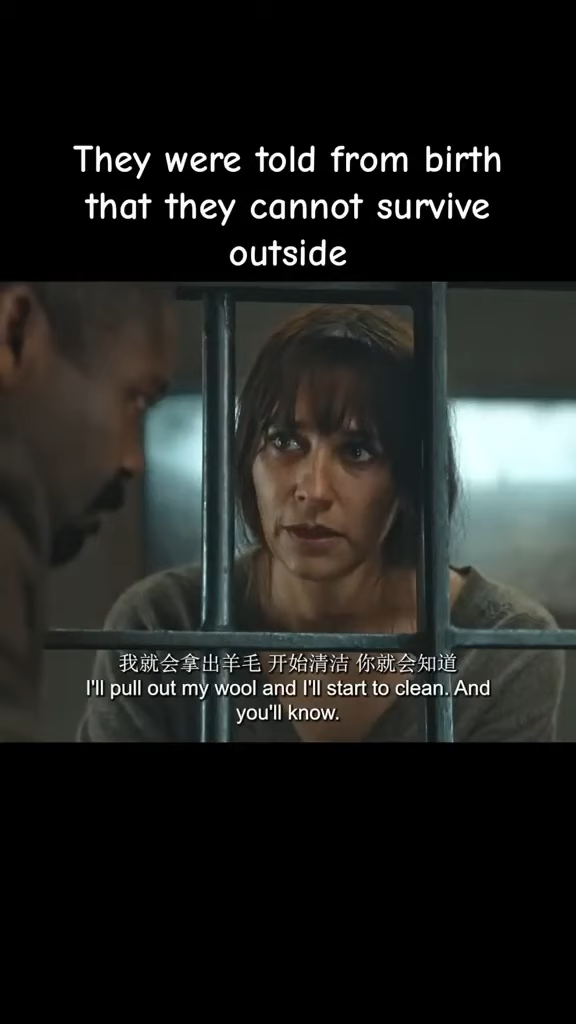 They were told from birth
that they cannot survive
outside
我就会拿出羊毛 开始清洁 你就会知道
I'll pull out my wool and I'll start to clean. And
you'll know.